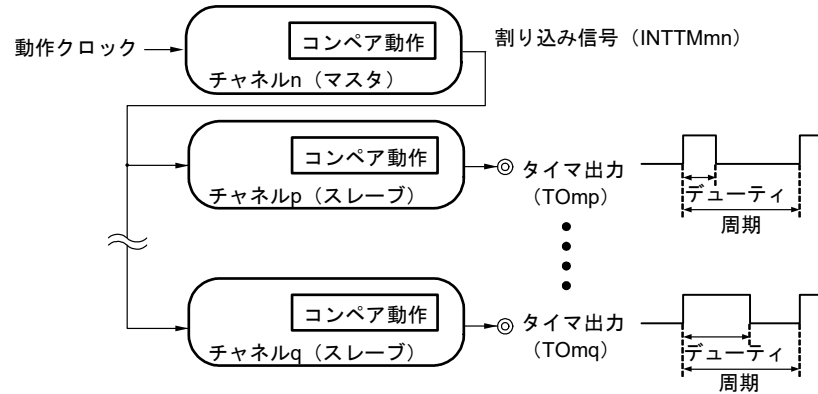 コンペア動作
動作クロック
割り込み信号（INTTMmn）
チャネルn（マスタ）
コンペア動作
チャネルp（スレーブ）
タイマ出力
（TOmp）
デューティ
周期
コンペア動作
チャネルq（スレーブ）
タイマ出力
（TOmq）
デューティ
周期